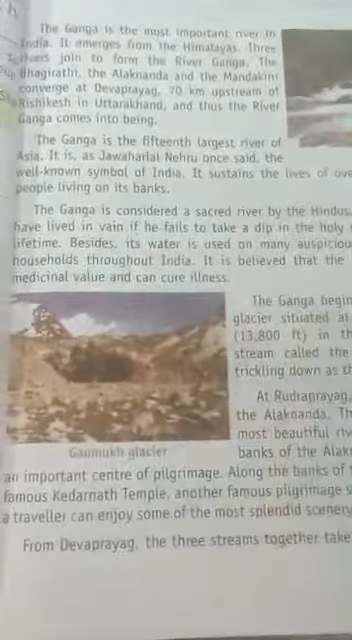 The Ganga is the most important river in
India. It emerges from the Himalayas. Three
rivers join to form the River Ganga. The
Bhagirathi, the Alaknanda and the Mandakini
converge at Devaprayag, 70 km upstream of
Rishikesh in Uttarakhand, and thus the River
Ganga comes into being.
The Ganga is the fifteenth largest river of
Asia. It is, as Jawaharlal Nehru once said, the
well-known symbol of India. It sustains the lives of
people living on its banks.
The Ganga is considered a sacred river by the Hindus.
have lived in vain if he fails to take a dip in the holy
lifetime. Besides, its water is used on many
households throughout India. It is believed that the
medicinal value and can cure illness.
The Ganga
glacier situated at
(13,800 ft) in
stream called the
trickling down as
At Rudraprayag,
the Alaknanda.
most beautiful
banks of the
Gaumukh glacier
an important centre of pilgrimage. Along the banks of
famous Kedarnath Temple, another famous pilgrimage
a traveller can enjoy some of the most splendid scenery
From Devaprayag, the three streams together take